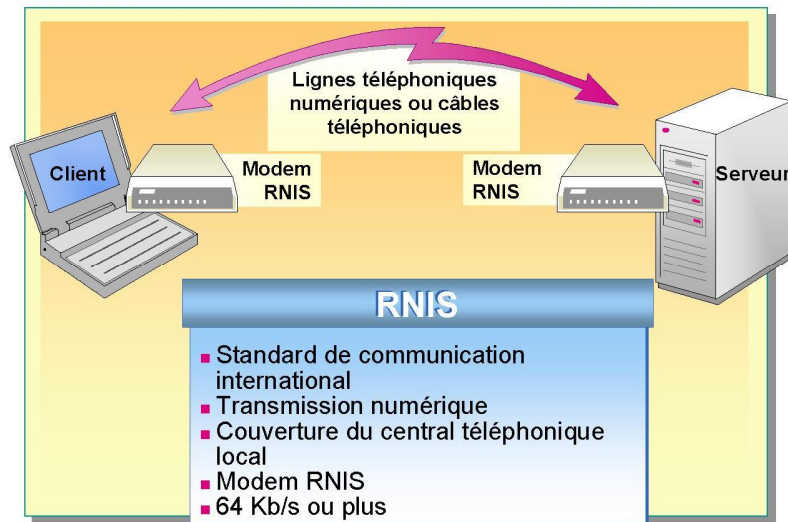 Lignes téléphoniques
numériques ou câbles
téléphoniques
Client
Modem
RNIS
Modem
RNIS
Serveur
RNIS
Standard de communication
international
Transmission numérique
Couverture du central téléphonique
local
Modem RNIS
64 Kb/s ou plus